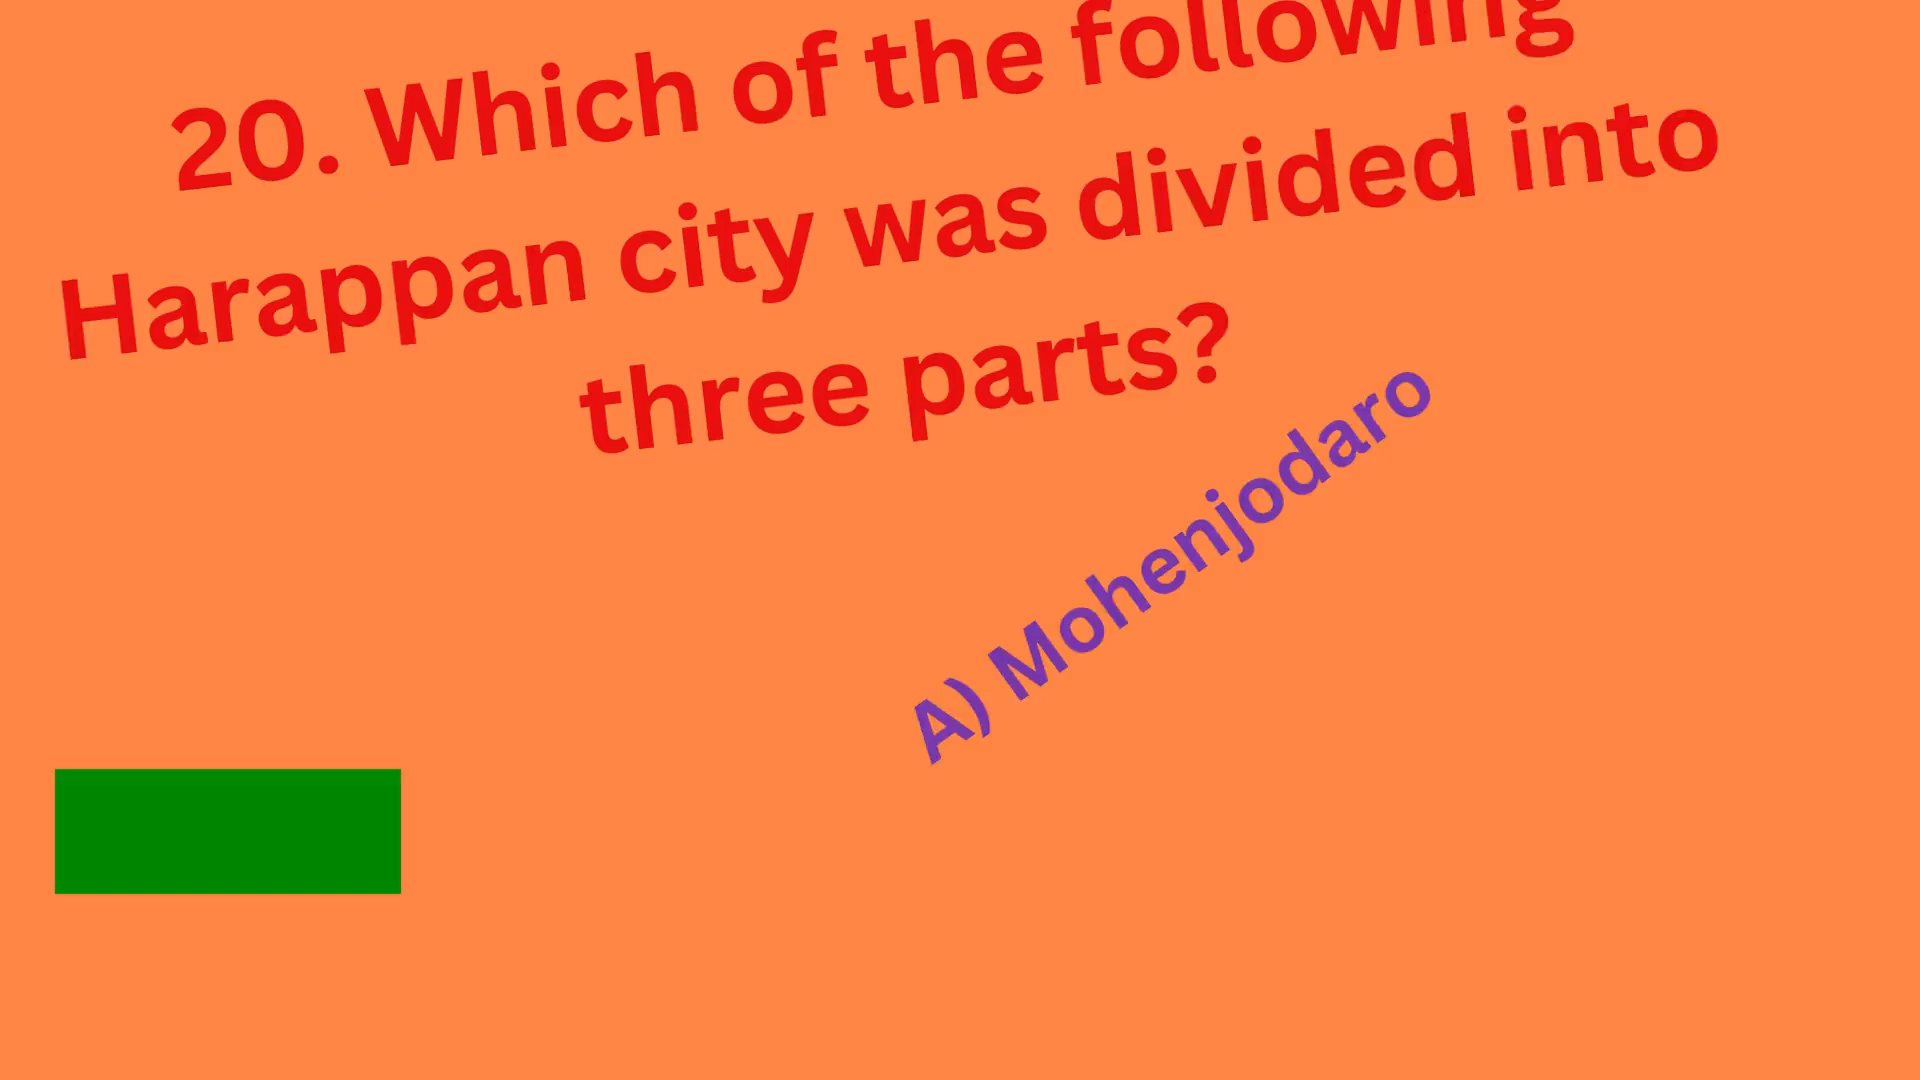 20. Which of the following
Harappan city was divided into
three parts?
A) Mohenjodaro